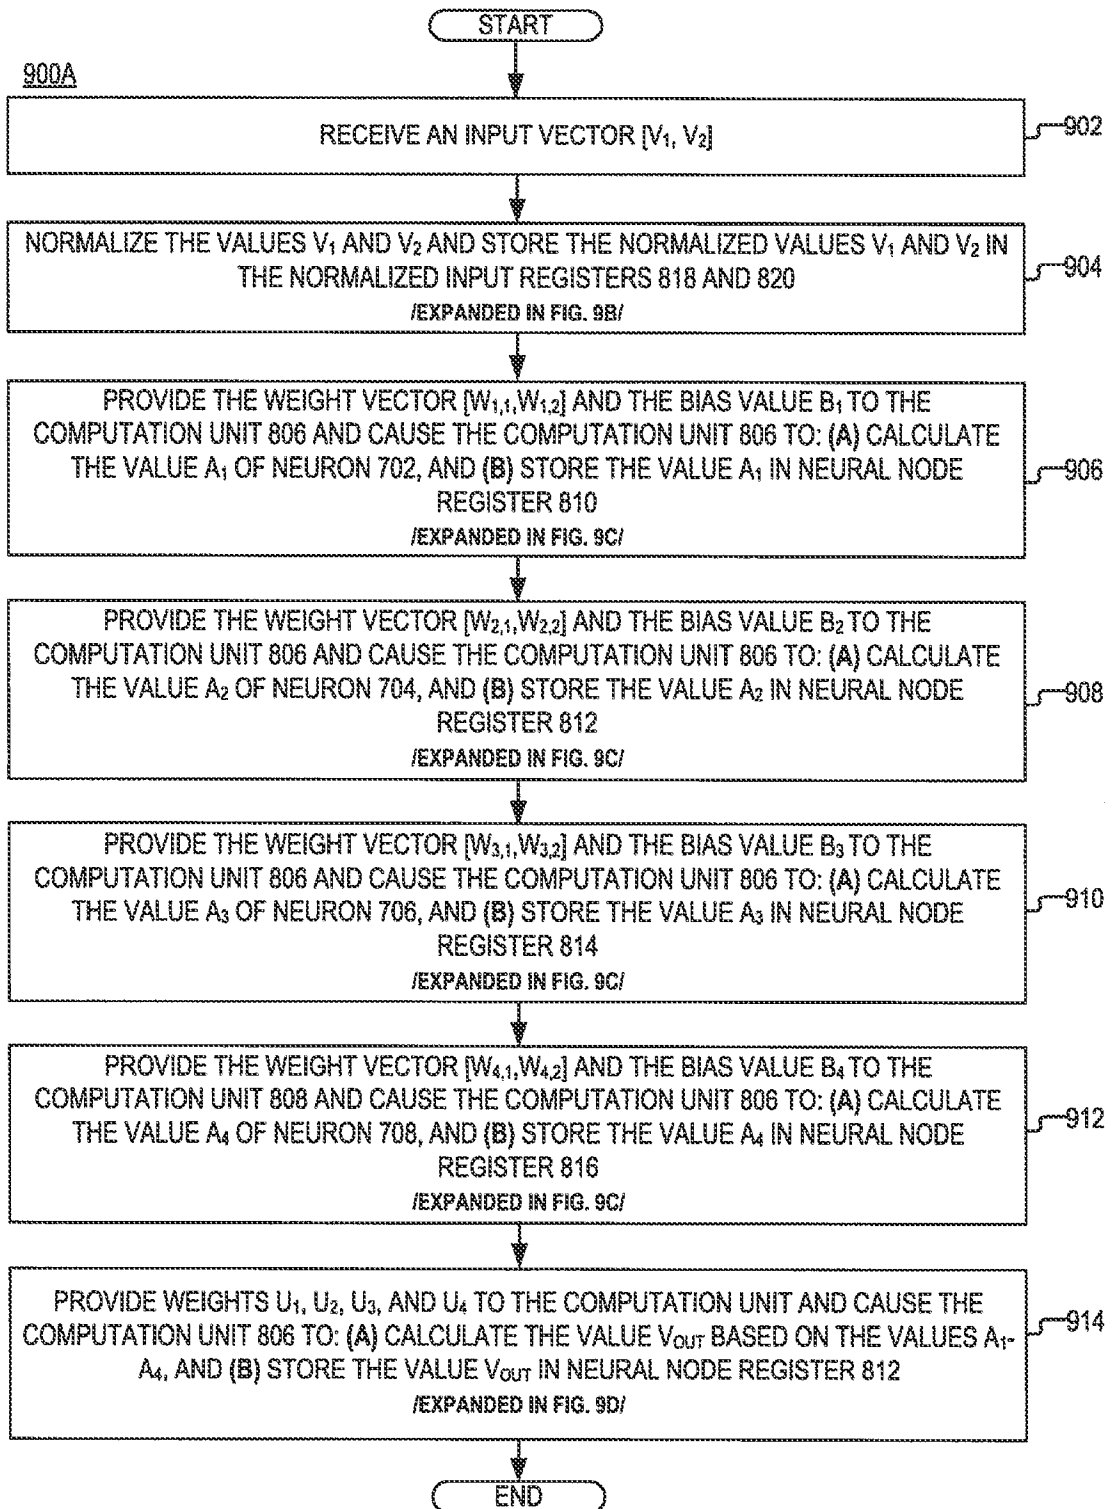 START
900A
RECEIVE AN INPUT VECTOR [V₁, V₂]
902
NORMALIZE THE VALUES V₁ AND V₂ AND STORE THE NORMALIZED VALUES V₁ AND V₂ IN
THE NORMALIZED INPUT REGISTERS 818 AND 820
/EXPANDED IN FIG. 9B/
904
PROVIDE THE WEIGHT VECTOR [W₁,₁,W₁,₂] AND THE BIAS VALUE B₁ TO THE
COMPUTATION UNIT 806 AND CAUSE THE COMPUTATION UNIT 806 TO: (A) CALCULATE
THE VALUE A₁ OF NEURON 702, AND (B) STORE THE VALUE A₁ IN NEURAL NODE
REGISTER 810
/EXPANDED IN FIG. 9C/
906
PROVIDE THE WEIGHT VECTOR [W₂,₁,W₂,₂] AND THE BIAS VALUE B₂ TO THE
COMPUTATION UNIT 806 AND CAUSE THE COMPUTATION UNIT 806 TO: (A) CALCULATE
THE VALUE A₂ OF NEURON 704, AND (B) STORE THE VALUE A₂ IN NEURAL NODE
REGISTER 812
/EXPANDED IN FIG. 9C/
908
PROVIDE THE WEIGHT VECTOR [W₃,₁,W₃,₂] AND THE BIAS VALUE B₃ TO THE
COMPUTATION UNIT 806 AND CAUSE THE COMPUTATION UNIT 806 TO: (A) CALCULATE
THE VALUE A₃ OF NEURON 706, AND (B) STORE THE VALUE A₃ IN NEURAL NODE
REGISTER 814
/EXPANDED IN FIG. 9C/
910
PROVIDE THE WEIGHT VECTOR [W₄,₁,W₄,₂] AND THE BIAS VALUE B₄ TO THE
COMPUTATION UNIT 808 AND CAUSE THE COMPUTATION UNIT 806 TO: (A) CALCULATE
THE VALUE A₄ OF NEURON 708, AND (B) STORE THE VALUE A₄ IN NEURAL NODE
REGISTER 816
/EXPANDED IN FIG. 9C/
912
PROVIDE WEIGHTS U₁, U₂, U₃, AND U₄ TO THE COMPUTATION UNIT AND CAUSE THE
COMPUTATION UNIT 806 TO: (A) CALCULATE THE VALUE V_OUT BASED ON THE VALUES A₁-
A₄, AND (B) STORE THE VALUE V_OUT IN NEURAL NODE REGISTER 812
/EXPANDED IN FIG. 9D/
914
END